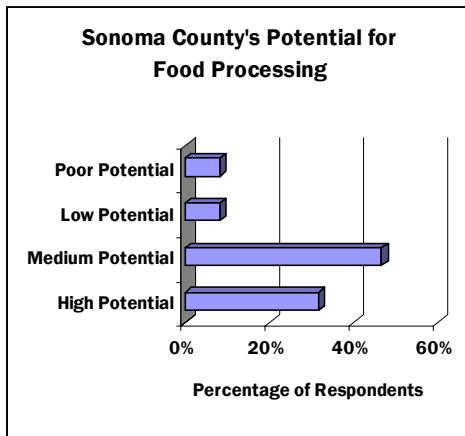 Sonoma County's Potential for
Food Processing
Poor Potential
Low Potential
Medium Potential
High Potential
0% 20% 40% 60%
Percentage of Respondents